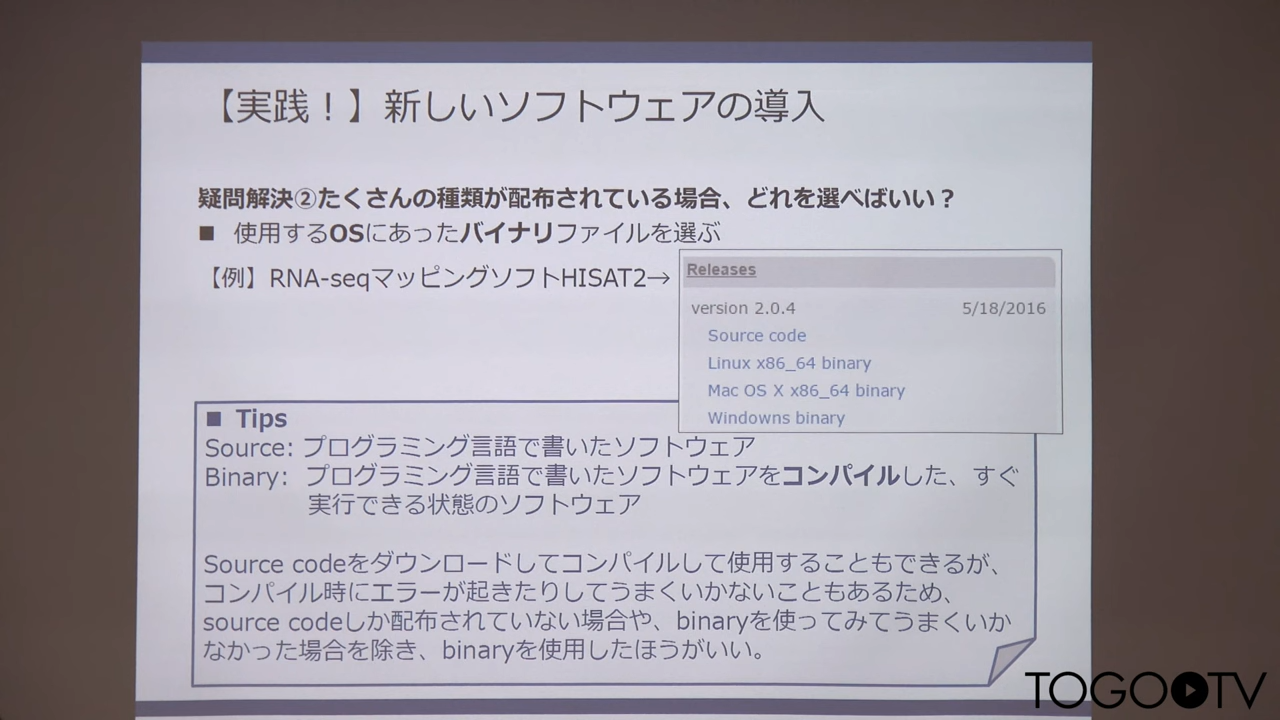 【実践！】新しいソフトウェアの導入
疑問解決②たくさんの種類が配布されている場合、どれを選べばいい？
■ 使用するOSにあったバイナリファイルを選ぶ
【例】RNA-seqマッピングソフトHISAT2→
Releases
version 2.0.4 5/18/2016
Source code
Linux x86_64 binary
Mac OS X x86_64 binary
Windowns binary
■ Tips
Source: プログラミング言語で書いたソフトウェア
Binary: プログラミング言語で書いたソフトウェアをコンパイルした、すぐ
実行できる状態のソフトウェア
Source codeをダウンロードしてコンパイルして使用することもできるが、
コンパイル時にエラーが起きたりしてうまくいかないこともあるため、
source codeしか配布されていない場合や、binaryを使ってみてうまくいか
なかった場合を除き、binaryを使用したほうがいい。
TOGOTV